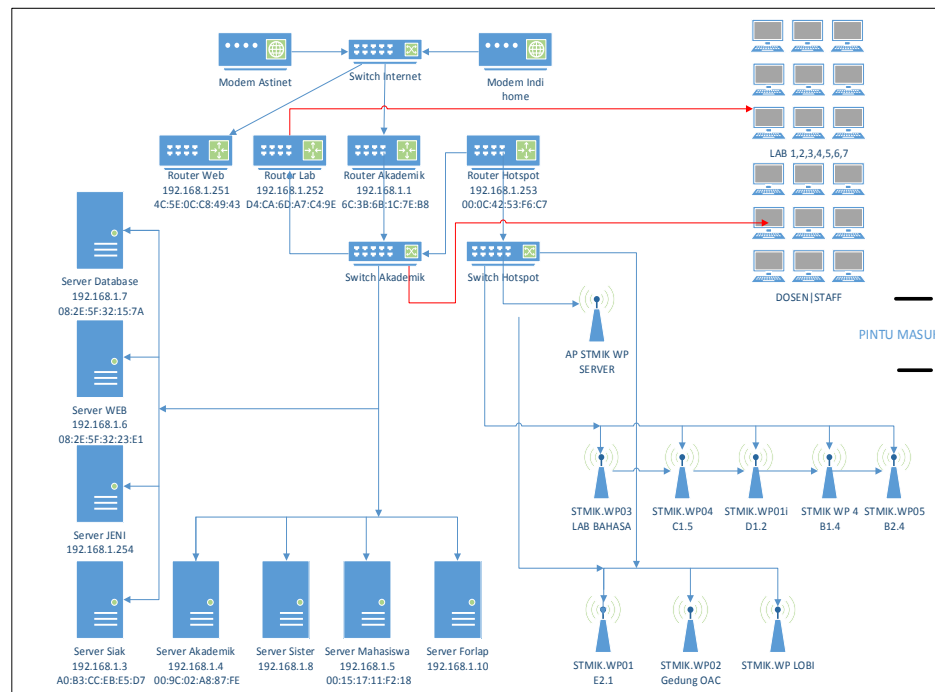 Modem Astinet
Switch Internet
Modem Indi
home
Router Web
192.168.1.251
4C:5E:0C:C8:49:43
Router Lab
192.168.1.252
D4:CA:6D:A7:C4:9E
Router Akademik
192.168.1.1
6C:3B:6B:1C:7E:B8
Router Hotspot
192.168.1.253
00:0C:42:53:F6:C7
LAB 1,2,3,4,5,6,7
Switch Akademik
Switch Hotspot
DOSEN|STAFF
PINTU MASUI
Server Database
192.168.1.7
08:2E:5F:32:15:7A
AP STMIK WP
SERVER
Server WEB
192.168.1.6
08:2E:5F:32:23:E1
STMIK.WP03
LAB BAHASA
STMIK.WP04
C1.5
STMIK.WP01i
D1.2
STMIK WP 4
B1.4
STMIK.WP05
B2.4
Server JENI
192.168.1.254
Server Siak
192.168.1.3
A0:B3:CC:EB:E5:D7
Server Akademik
192.168.1.4
00:9C:02:A8:87:FE
Server Sister
192.168.1.8
Server Mahasiswa
192.168.1.5
00:15:17:11:F2:18
Server Forlap
192.168.1.10
STMIK.WP01
E2.1
STMIK.WP02
Gedung OAC
STMIK.WP LOBI